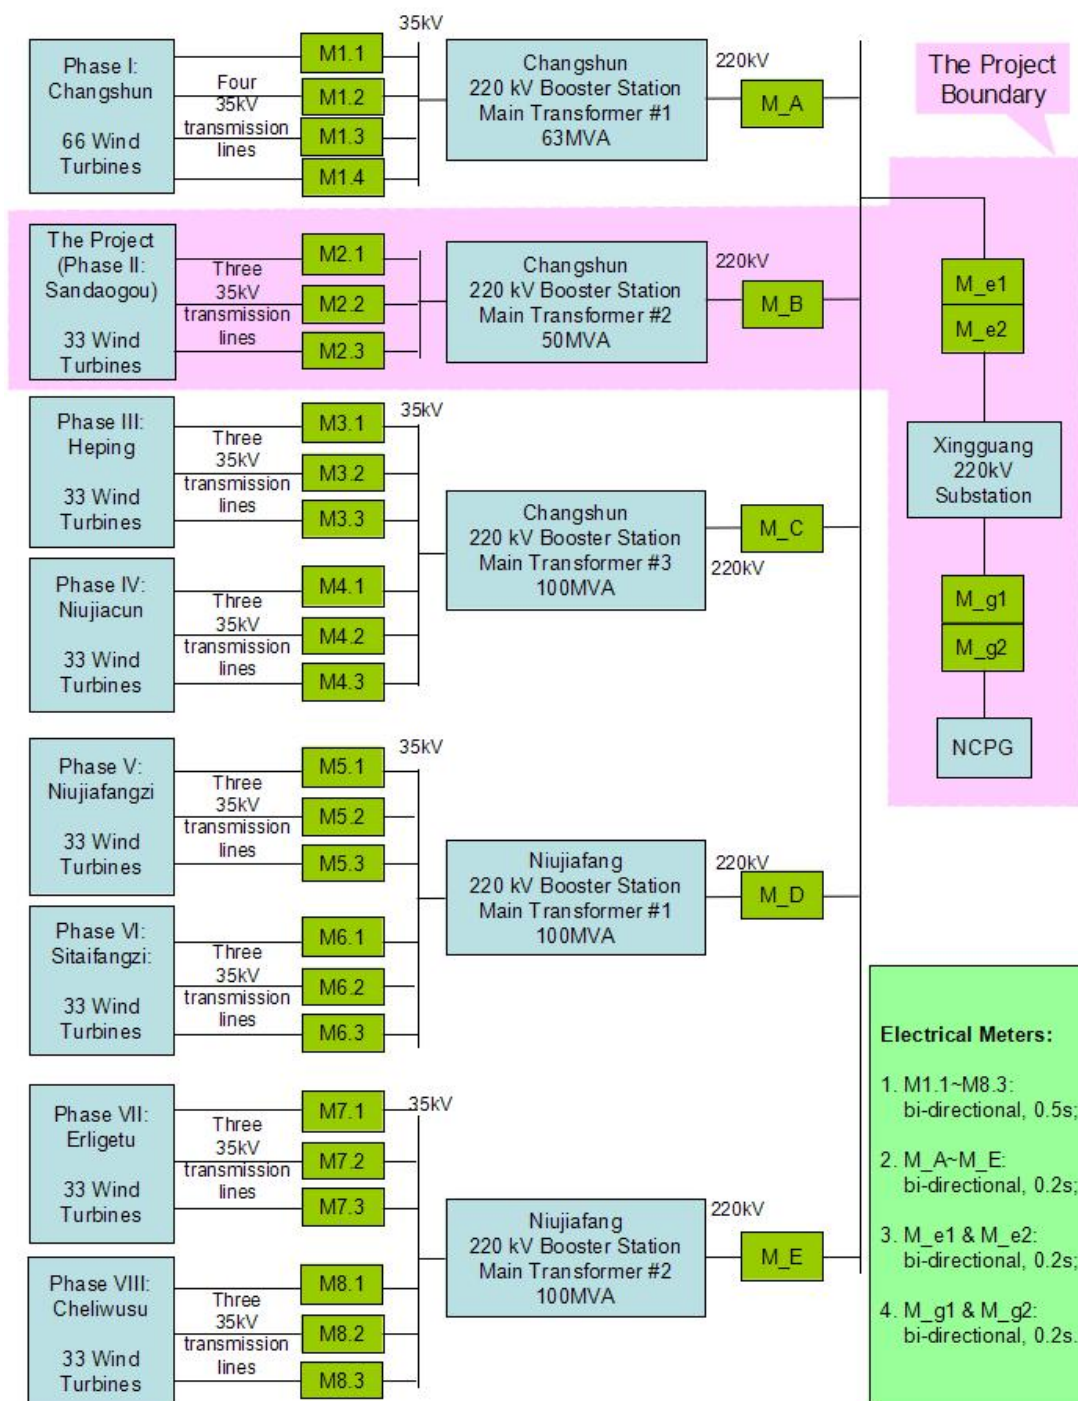 35kV
Phase I:
Changshun
66 Wind
Turbines
Four
35kV
transmission
lines
M1.1
M1.2
M1.3
M1.4
Changshun
220 kV Booster Station
Main Transformer #1
63MVA
220kV
M_A
The Project
Boundary
The Project
(Phase II:
Sandaogou)
33 Wind
Turbines
Three
35kV
transmission
lines
M2.1
M2.2
M2.3
Changshun
220 kV Booster Station
Main Transformer #2
50MVA
220kV
M_B
M_e1
M_e2
Xingguang
220kV
Substation
M_g1
M_g2
NCPG
35kV
Phase III:
Heping
33 Wind
Turbines
Three
35kV
transmission
lines
M3.1
M3.2
M3.3
Changshun
220 kV Booster Station
Main Transformer #3
100MVA
M_C
220kV
Phase IV:
Niujiacun
33 Wind
Turbines
Three
35kV
transmission
lines
M4.1
M4.2
M4.3
35kV
Phase V:
Niujiafangzi
33 Wind
Turbines
Three
35kV
transmission
lines
M5.1
M5.2
M5.3
Niujiafang
220 kV Booster Station
Main Transformer #1
100MVA
220kV
M_D
Phase VI:
Sitaifangzi:
33 Wind
Turbines
Three
35kV
transmission
lines
M6.1
M6.2
M6.3
35kV
Phase VII:
Erligetu
33 Wind
Turbines
Three
35kV
transmission
lines
M7.1
M7.2
M7.3
Niujiafang
220 kV Booster Station
Main Transformer #2
100MVA
220kV
M_E
Phase VIII:
Cheliwusu
33 Wind
Turbines
Three
35kV
transmission
lines
M8.1
M8.2
M8.3
Electrical Meters:
1. M1.1~M8.3:
bi-directional, 0.5s;
2. M_A~M_E:
bi-directional, 0.2s;
3. M_e1 & M_e2:
bi-directional, 0.2s;
4. M_g1 & M_g2:
bi-directional, 0.2s.